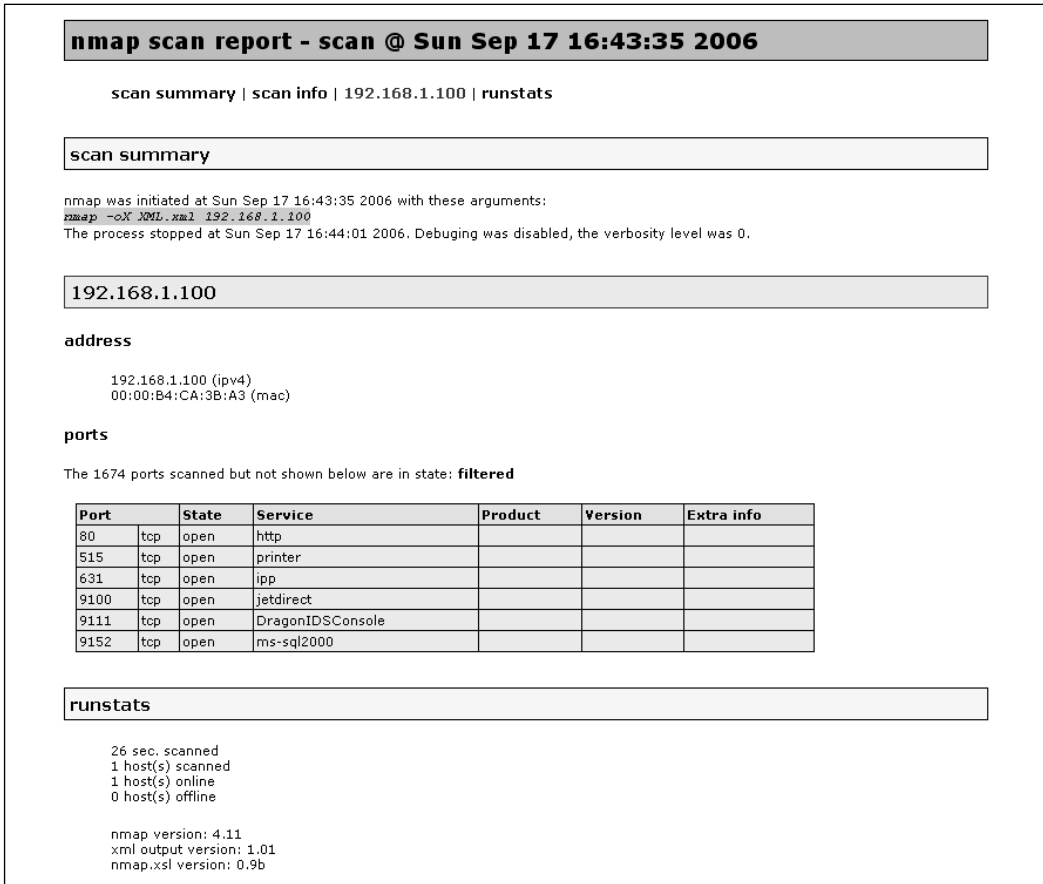 nmap scan report - scan @ Sun Sep 17 16:43:35 2006
scan summary | scan info | 192.168.1.100 | runstats
scan summary
nmap was initiated at Sun Sep 17 16:43:35 2006 with these arguments:
nmap -oX XML.xml 192.168.1.100
The process stopped at Sun Sep 17 16:44:01 2006. Debuging was disabled, the verbosity level was 0.
192.168.1.100
address
192.168.1.100 (ipv4)
00:00:B4:CA:3B:A3 (mac)
ports
The 1674 ports scanned but not shown below are in state: filtered
Port State Service Product Version Extra info
80 tcp open http
515 tcp open printer
631 tcp open ipp
9100 tcp open jetdirect
9111 tcp open DragonIDSConsole
9152 tcp open ms-sql2000
runstats
26 sec. scanned
1 host(s) scanned
1 host(s) online
0 host(s) offline
nmap version: 4.11
xml output version: 1.01
nmap.xsl version: 0.9b